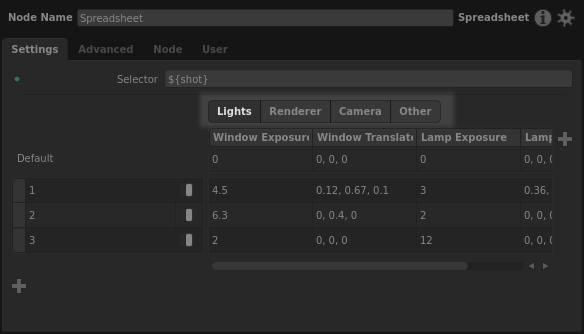 Node Name Spreadsheet Spreadsheet
Settings Advanced Node User
Selector ${shot}
Lights Renderer Camera Other
Window Exposure Window Translate Lamp Exposure Lamp
Default 0 0, 0, 0 0 0, 0, 0
1 4.5 0.12, 0.67, 0.1 3 0.36,
2 6.3 0, 0.4, 0 2 0, 0, 0
3 2 0, 0, 0 12 0, 0, 0